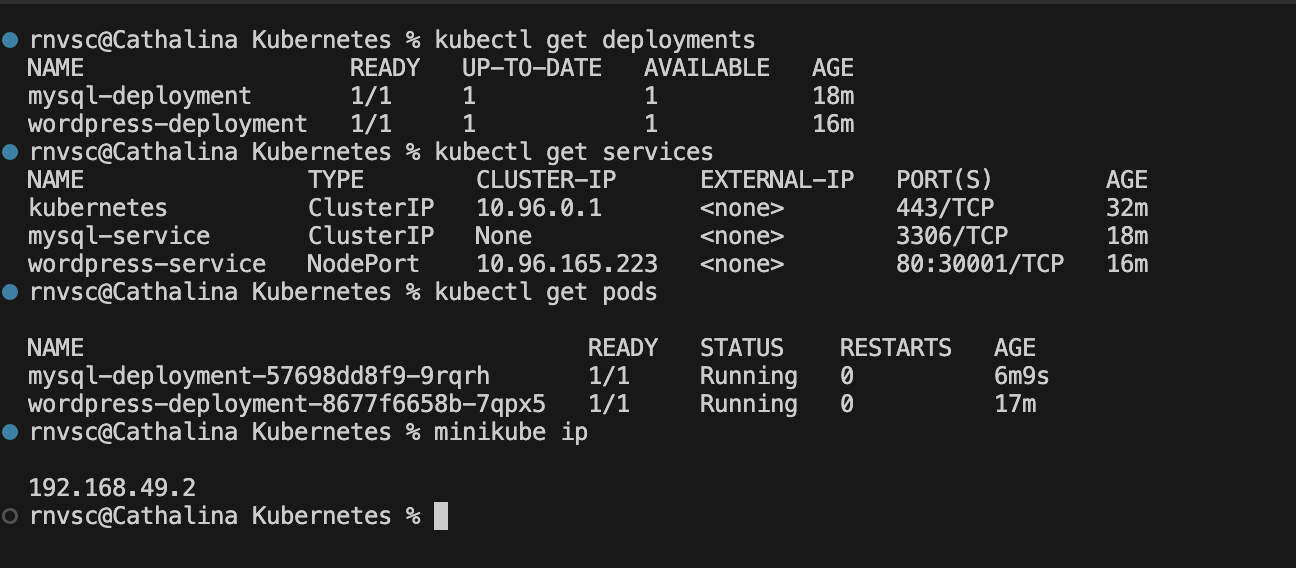 rnvsc@Cathalina Kubernetes % kubectl get deployments
NAME READY UP-TO-DATE AVAILABLE AGE
mysql-deployment 1/1 1 1 18m
wordpress-deployment 1/1 1 1 16m
rnvsc@Cathalina Kubernetes % kubectl get services
NAME TYPE CLUSTER-IP EXTERNAL-IP PORT(S) AGE
kubernetes ClusterIP 10.96.0.1 <none> 443/TCP 32m
mysql-service ClusterIP None <none> 3306/TCP 18m
wordpress-service NodePort 10.96.165.223 <none> 80:30001/TCP 16m
rnvsc@Cathalina Kubernetes % kubectl get pods
NAME READY STATUS RESTARTS AGE
mysql-deployment-57698dd8f9-9rqrh 1/1 Running 0 6m9s
wordpress-deployment-8677f6658b-7qpx5 1/1 Running 0 17m
rnvsc@Cathalina Kubernetes % minikube ip
192.168.49.2
rnvsc@Cathalina Kubernetes %